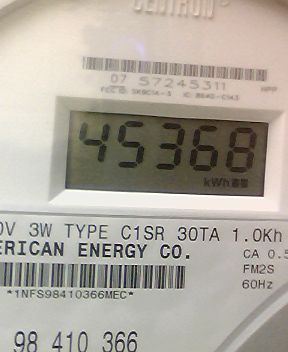 CENTRON®
07 57245311
45368
kWh
0V 3W TYPE C1SR 30TA 1.0Kh
ERICAN ENERGY CO.
CA 0.5
FM2S
60Hz
*1NFS98410366MEC*
98 410 366